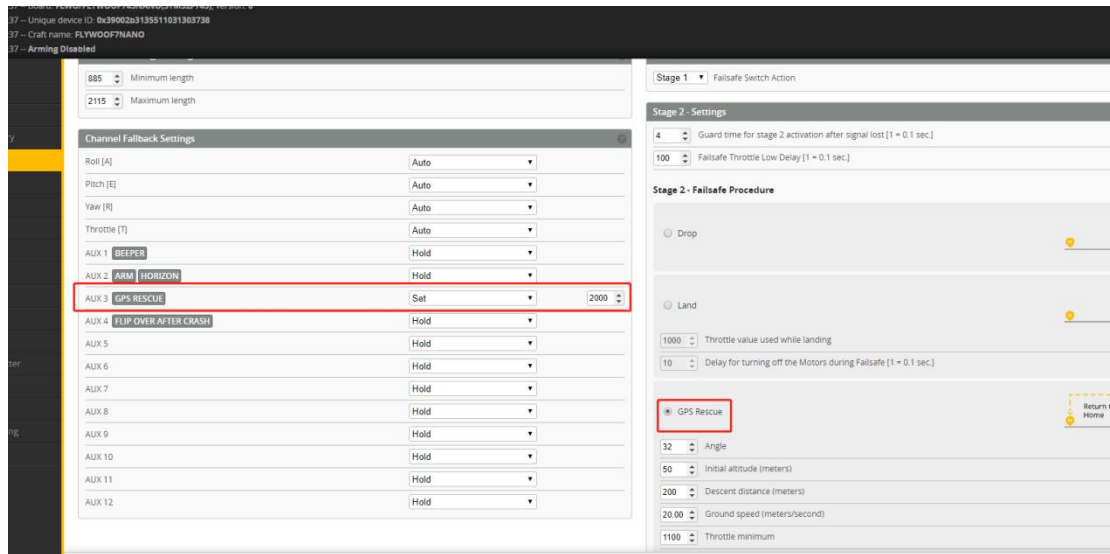 37 -- Unique device ID: 0x39002b3135511031303738
37 -- Craft name: FLYWOOF7NANO
37 -- Arming Disabled
885 Minimum length
2115 Maximum length
Channel Fallback Settings
Roll [A] Auto
Pitch [E] Auto
Yaw [R] Auto
Throttle [T] Auto
AUX 1 BEEPER Hold
AUX 2 ARM HORIZON Hold
AUX 3 GPS RESCUE Set 2000
AUX 4 FLIP OVER AFTER CRASH Hold
AUX 5 Hold
AUX 6 Hold
AUX 7 Hold
AUX 8 Hold
AUX 9 Hold
AUX 10 Hold
AUX 11 Hold
AUX 12 Hold
Stage 1 Failsafe Switch Action
Stage 2 - Settings
4 Guard time for stage 2 activation after signal lost [1 = 0.1 sec.]
100 Failsafe Throttle Low Delay [1 = 0.1 sec.]
Stage 2 - Failsafe Procedure
Drop
Land
1000 Throttle value used while landing
10 Delay for turning off the Motors during Failsafe [1 = 0.1 sec.]
GPS Rescue
Return
Home
32 Angle
50 Initial altitude (meters)
200 Descent distance (meters)
20.00 Ground speed (meters/second)
1100 Throttle minimum